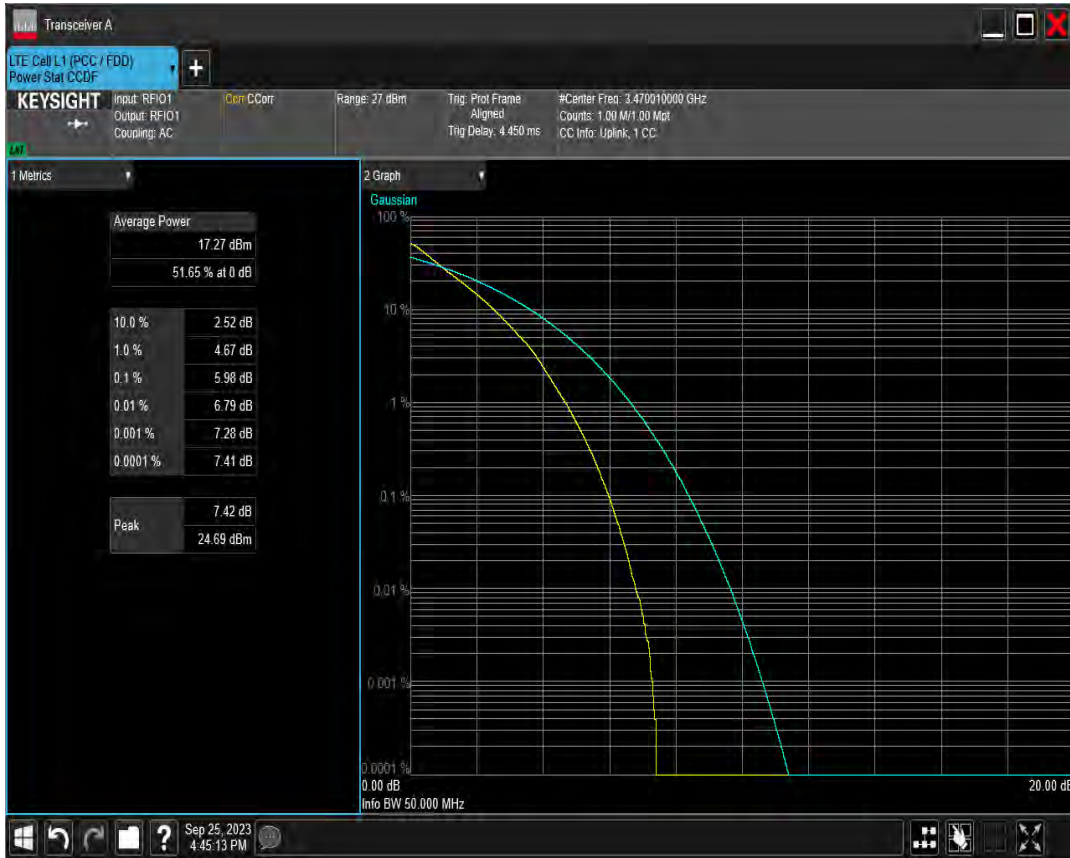 Transceiver A
LTE Cell L1 (PCC / FDD)
Power Stat CCDF
+
KEYSIGHT
Input: RFIO1
Output: RFIO1
Coupling: AC
Corr CCorr
Range: 27 dBm
Trig: Prot Frame
Aligned
Trig Delay: 4.450 ms
#Center Freq: 3.470010000 GHz
Counts: 1.00 M/1.00 Mpt
CC Info: Uplink, 1 CC
1 Metrics
Average Power
17.27 dBm
51.65 % at 0 dB
10.0 % 2.52 dB
1.0 % 4.67 dB
0.1 % 5.98 dB
0.01 % 6.79 dB
0.001 % 7.28 dB
0.0001 % 7.41 dB
Peak
7.42 dB
24.69 dBm
2 Graph
Gaussian
100 %
10 %
1 %
0.1 %
0.01 %
0.001 %
0.0001 %
0.00 dB
20.00 dB
Info BW 50.000 MHz
?
Sep 25, 2023
4:45:13 PM